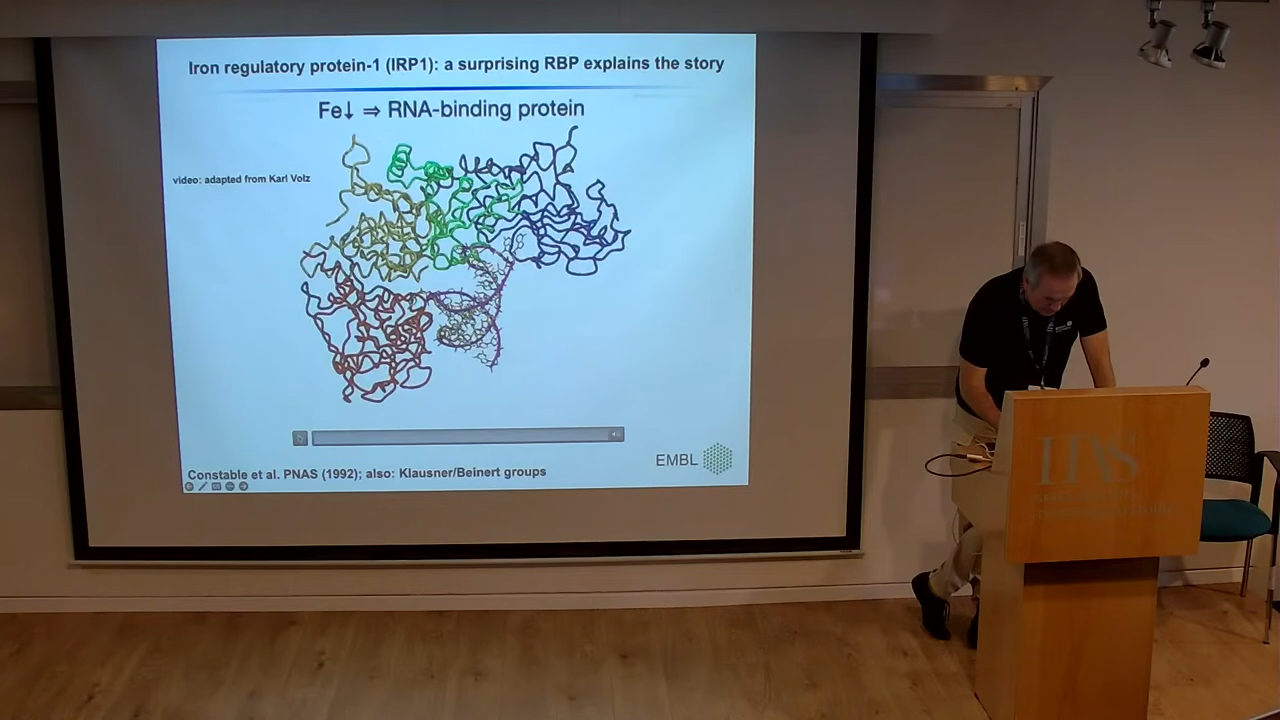 Iron regulatory protein-1 (IRP1): a surprising RBP explains the story
Fe↓ ⇒ RNA-binding protein
video: adapted from Karl Volz
EMBL
Constable et al. PNAS (1992); also: Klausner/Beinert groups
IIAS